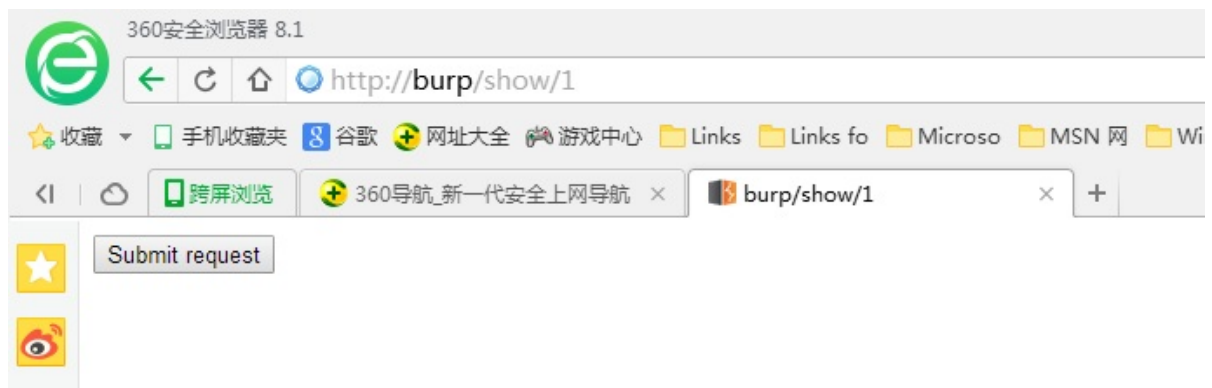 360安全浏览器 8.1
http://burp/show/1
收藏 手机收藏夹 谷歌 网址大全 游戏中心 Links Links fo Microso MSN 网 Wi
跨屏浏览 360导航_新一代安全上网导航 burp/show/1
Submit request